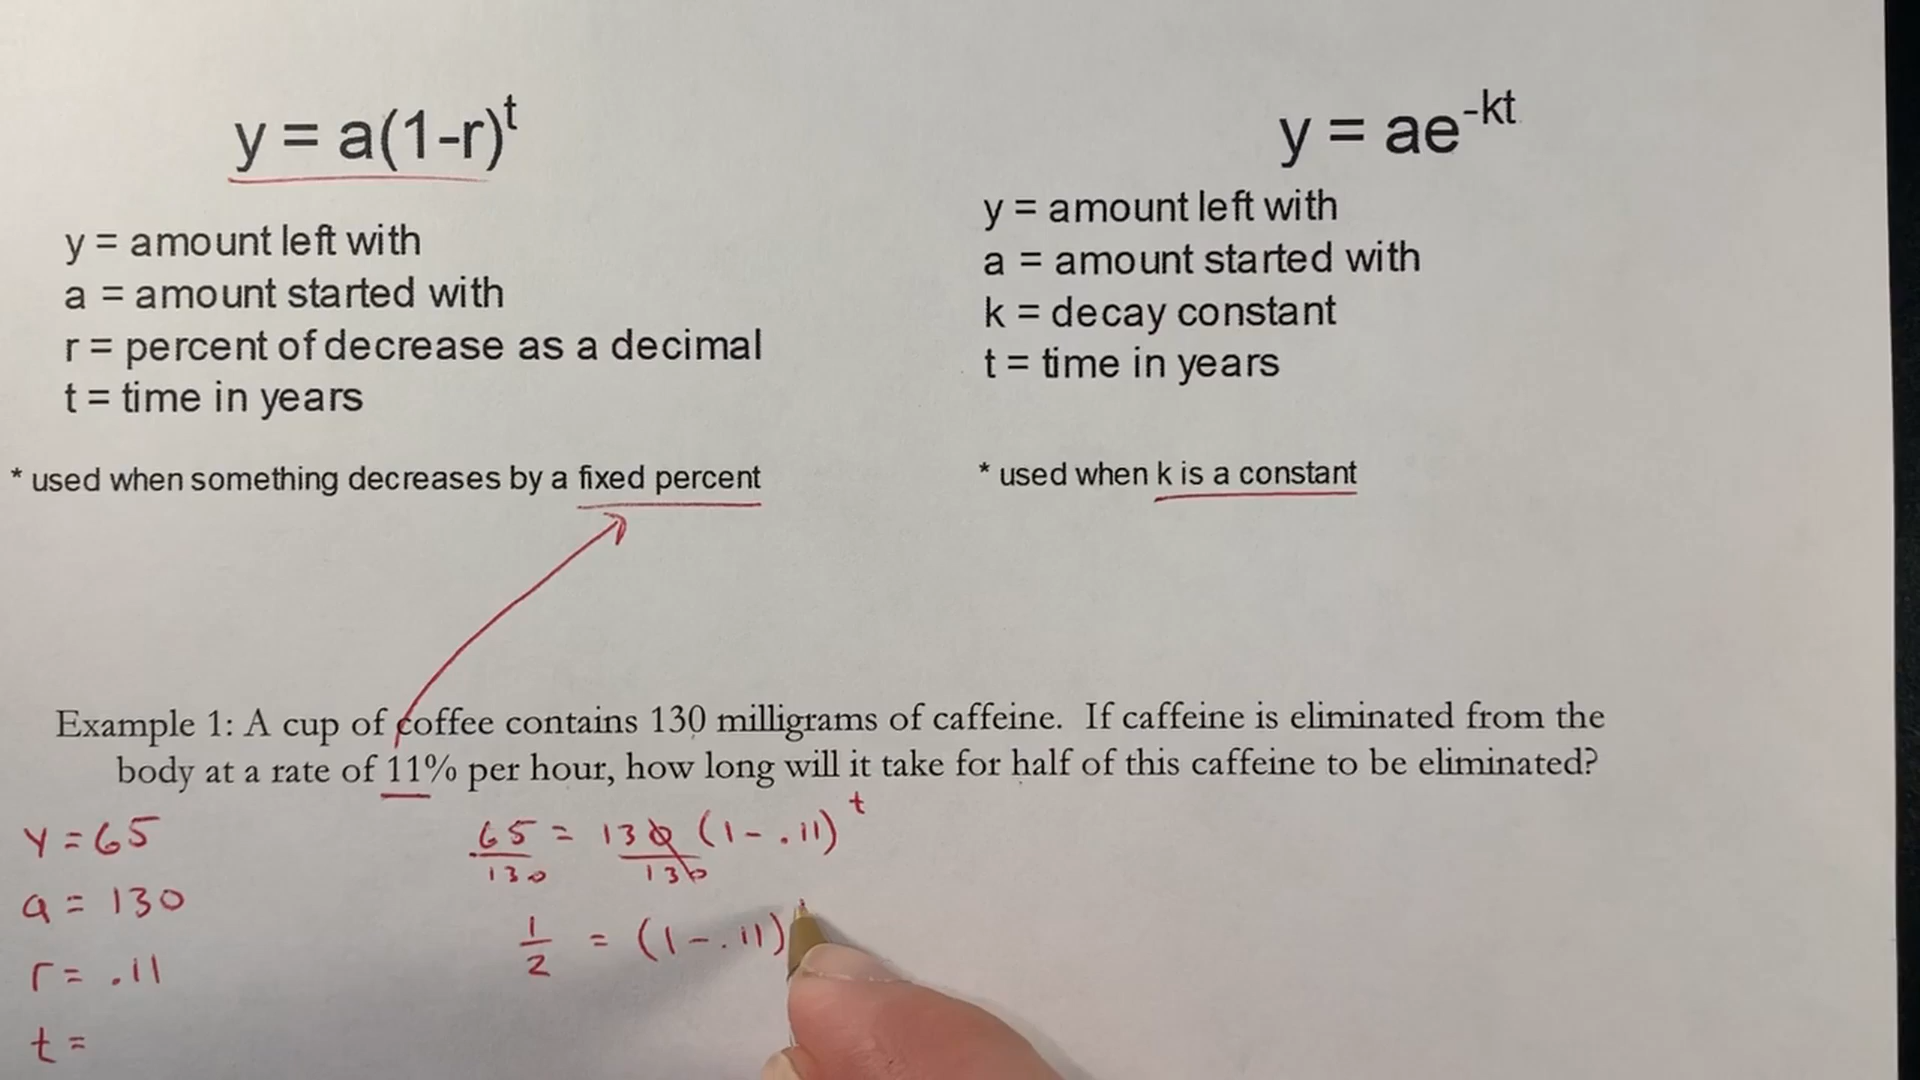 y = a(1-r)^t
y = amount left with
a = amount started with
r = percent of decrease as a decimal
t = time in years
* used when something decreases by a fixed percent
y = ae^-kt
y = amount left with
a = amount started with
k = decay constant
t = time in years
* used when k is a constant
Example 1: A cup of coffee contains 130 milligrams of caffeine. If caffeine is eliminated from the
body at a rate of 11% per hour, how long will it take for half of this caffeine to be eliminated?
y = 65
a = 130
r = .11
t =
65/130 = 130/130 (1 - .11)^t
1/2 = (1 - .11)